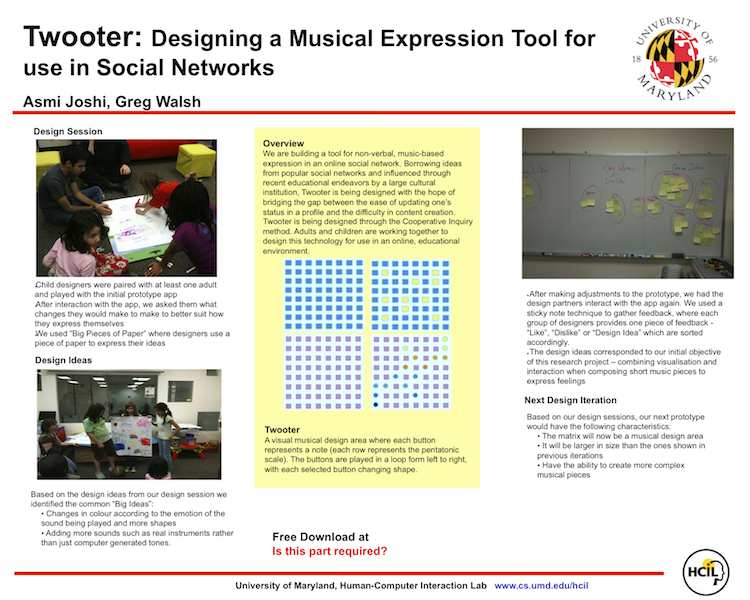 Twooter: Designing a Musical Expression Tool for
use in Social Networks
Asmi Joshi, Greg Walsh
UNIVERSITY OF
18 56
MARYLAND
Design Session
Child designers were paired with at least one adult
and played with the initial prototype app
After interaction with the app, we asked them what
changes they would make to make to better suit how
they express themselves
We used “Big Pieces of Paper” where designers use a
piece of paper to express their ideas
Design Ideas
Based on the design ideas from our design session we
identified the common “Big Ideas”:
• Changes in colour according to the emotion of the
sound being played and more shapes
• Adding more sounds such as real instruments rather
than just computer generated tones.
Overview
We are building a tool for non-verbal, music-based
expression in an online social network. Borrowing ideas
from popular social networks and influenced through
recent educational endeavors by a large cultural
institution, Twooter is being designed with the hope of
bridging the gap between the ease of updating one's
status in a profile and the difficulty in content creation.
Twooter is being designed through the Cooperative Inquiry
method. Adults and children are working together to
design this technology for use in an online, educational
environment.
Twooter
A visual musical design area where each button
represents a note (each row represents the pentatonic
scale). The buttons are played in a loop form left to right,
with each selected button changing shape.
Free Download at
Is this part required?
Big Ideas
Design Ideas
Like
Dislike
•After making adjustments to the prototype, we had the
design partners interact with the app again. We used a
sticky note technique to gather feedback, where each
group of designers provides one piece of feedback -
“Like”, “Dislike” or “Design Idea” which are sorted
accordingly.
•The design ideas corresponded to our initial objective
of this research project – combining visualisation and
interaction when composing short music pieces to
express feelings
Next Design Iteration
Based on our design sessions, our next prototype
would have the following characteristics:
• The matrix will now be a musical design area
• It will be larger in size than the ones shown in
previous iterations
• Have the ability to create more complex
musical pieces
University of Maryland, Human-Computer Interaction Lab www.cs.umd.edu/hcil
HCIL